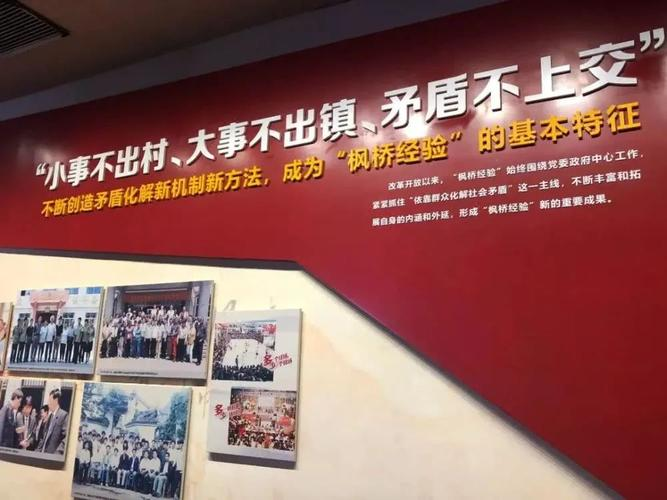 “小事不出村、大事不出镇、矛盾不上交”
不断创造矛盾化解新机制新方法，成为“枫桥经验”的基本特征
改革开放以来，“枫桥经验”始终围绕党委政府中心工作，
紧紧抓住“依靠群众化解社会矛盾”这一主线，不断丰富和拓
展自身的内涵和外延，形成“枫桥经验”新的重要成果。